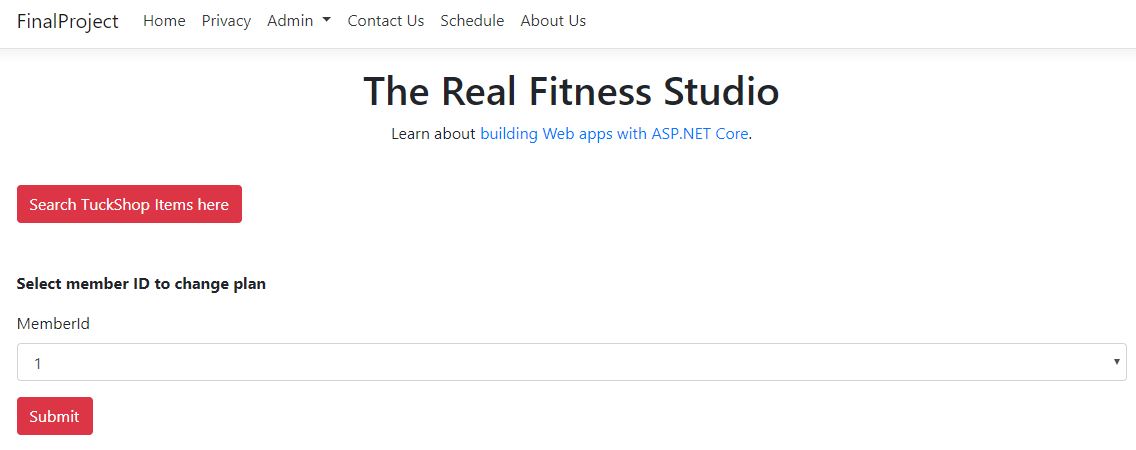 FinalProject Home Privacy Admin Contact Us Schedule About Us
The Real Fitness Studio
Learn about building Web apps with ASP.NET Core.
Search TuckShop Items here
Select member ID to change plan
MemberId
1
Submit